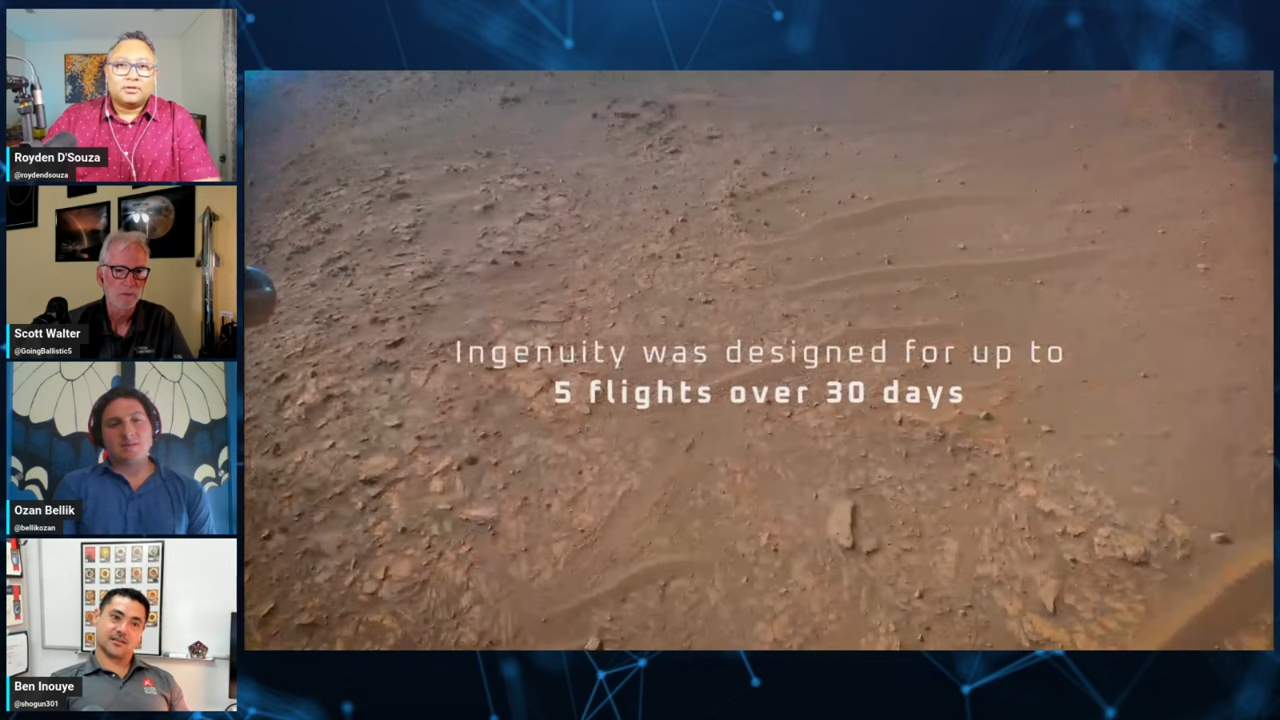 Royden D'Souza
@roydendsouza
Scott Walter
@GoingBallistic5
Ozan Bellik
@bellikozan
Ben Inouye
@shogun301
Ingenuity was designed for up to
5 flights over 30 days